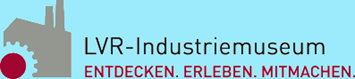 LVR-Industriemuseum
ENTDECKEN. ERLEBEN. MITMACHEN.